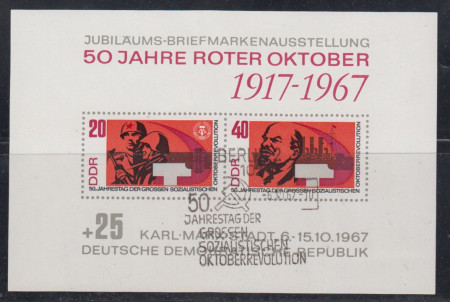 JUBILÄUMS-BRIEFMARKENAUSSTELLUNG
50 JAHRE ROTER OKTOBER
1917-1967
20
DDR
50. JAHRESTAG DER GROSSEN SOZIALISTISCHEN
OKTOBERREVOLUTION
40
DDR
50. JAHRESTAG DER GROSSEN SOZIALISTISCHEN
OKTOBERREVOLUTION
BERLIN
50.
JAHRESTAG DER
GROSSEN
SOZIALISTISCHEN
OKTOBERREVOLUTION
+25
KARL-MARX-STADT 6-15.10.1967
DEUTSCHE DEMOKRATISCHE REPUBLIK